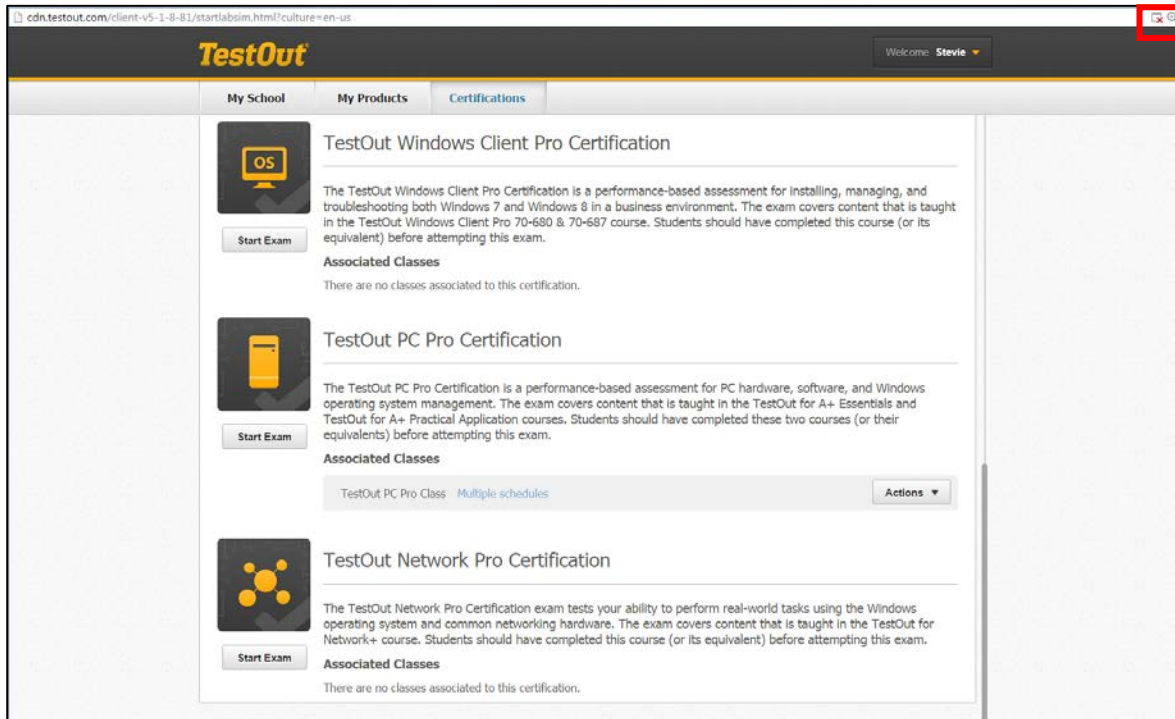 cdn.testout.com/client-v5-1-8-81/startlabsim.html?culture=en-us
TestOut
Welcome Stevie
My School My Products Certifications
OS
TestOut Windows Client Pro Certification
The TestOut Windows Client Pro Certification is a performance-based assessment for installing, managing, and
troubleshooting both Windows 7 and Windows 8 in a business environment. The exam covers content that is taught
in the TestOut Windows Client Pro 70-680 & 70-687 course. Students should have completed this course (or its
equivalent) before attempting this exam.
Start Exam
Associated Classes
There are no classes associated to this certification.
TestOut PC Pro Certification
The TestOut PC Pro Certification is a performance-based assessment for PC hardware, software, and Windows
operating system management. The exam covers content that is taught in the TestOut for A+ Essentials and
TestOut for A+ Practical Application courses. Students should have completed these two courses (or their
equivalents) before attempting this exam.
Start Exam
Associated Classes
TestOut PC Pro Class Multiple schedules Actions
TestOut Network Pro Certification
The TestOut Network Pro Certification exam tests your ability to perform real-world tasks using the Windows
operating system and common networking hardware. The exam covers content that is taught in the TestOut for
Network+ course. Students should have completed this course (or its equivalent) before attempting this exam.
Start Exam
Associated Classes
There are no classes associated to this certification.